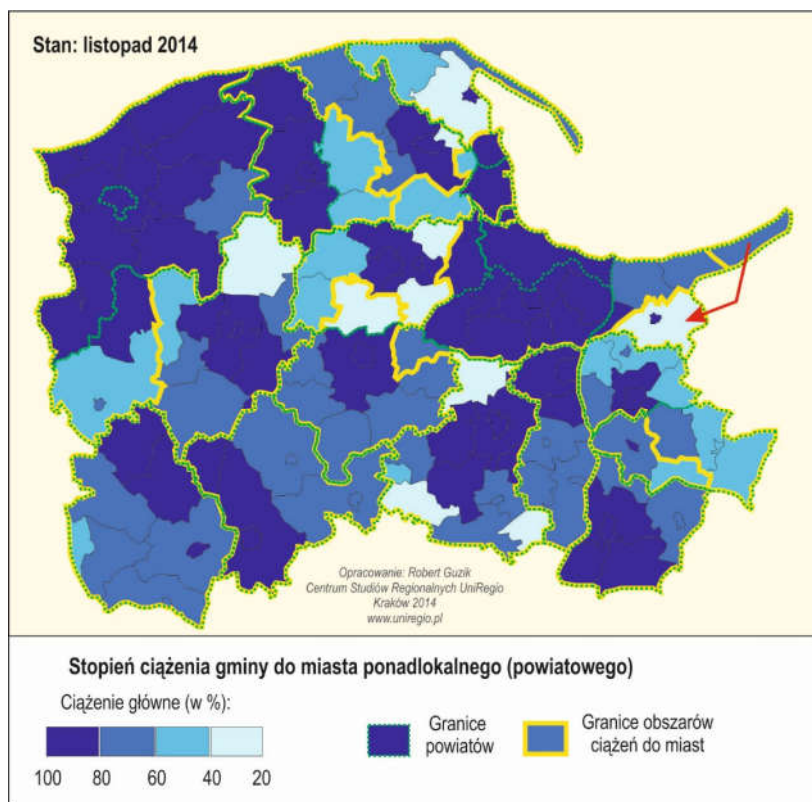 Stan: listopad 2014
Opracowanie: Robert Guzik
Centrum Studiów Regionalnych UniRegio
Kraków 2014
www.uniregio.pl
Stopień ciążenia gminy do miasta ponadlokalnego (powiatowego)
Ciążenie główne (w %):
100 80 60 40 20
Granice
powiatów
Granice obszarów
ciążeń do miast